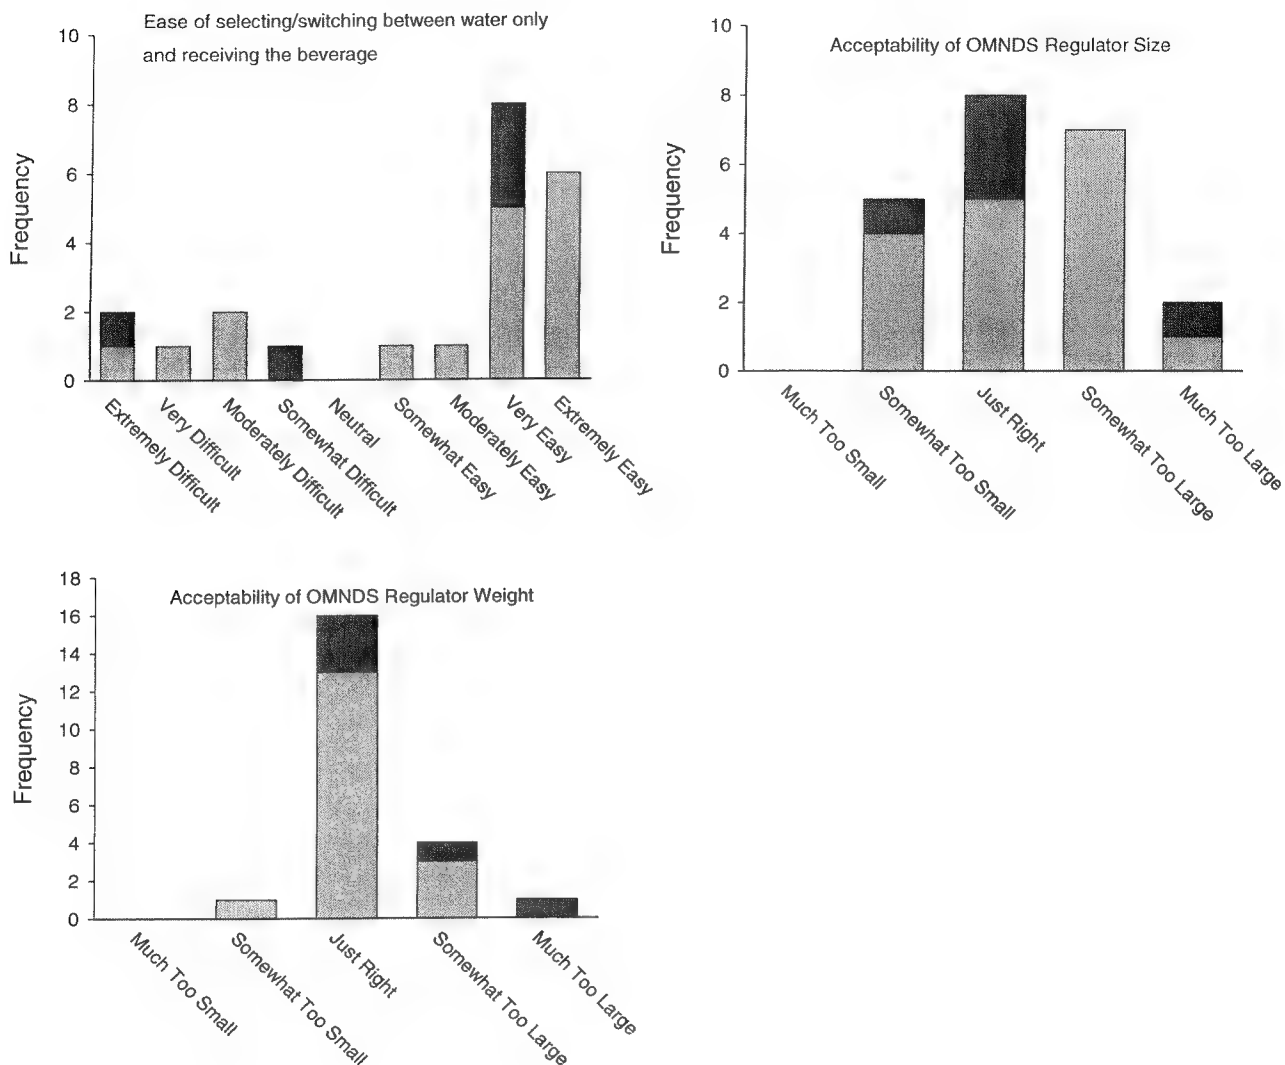 Ease of selecting/switching between water only
and receiving the beverage
Frequency
10
8
6
4
2
0
Extremely Difficult
Very Difficult
Moderately Difficult
Somewhat Difficult
Neutral
Somewhat Easy
Moderately Easy
Very Easy
Extremely Easy
Acceptability of OMNDS Regulator Size
Frequency
10
8
6
4
2
0
Much Too Small
Somewhat Too Small
Just Right
Somewhat Too Large
Much Too Large
Acceptability of OMNDS Regulator Weight
Frequency
18
16
14
12
10
8
6
4
2
0
Much Too Small
Somewhat Too Small
Just Right
Somewhat Too Large
Much Too Large